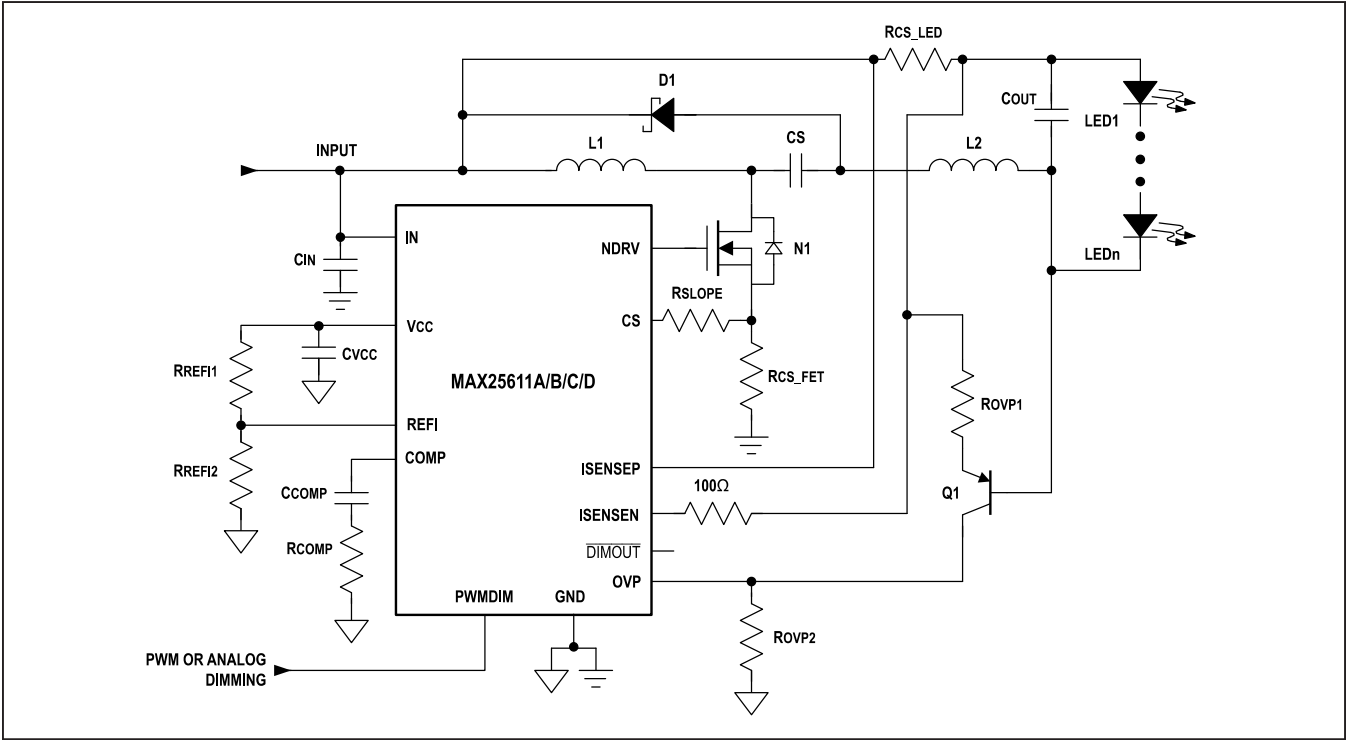 RCS_LED
D1
COUT
LED1
INPUT
L1
CS
L2
IN
NDRV
N1
LEDn
CIN
RSLOPE
VCC
CS
CVCC
RREFI1
MAX25611A/B/C/D
RCS_FET
ROVP1
REFI
COMP
RREFI2
ISENSEP
CCOMP
100Ω
Q1
ISENSEN
RCOMP
DIMOUT
OVP
PWMDIM
GND
ROVP2
PWM OR ANALOG
DIMMING